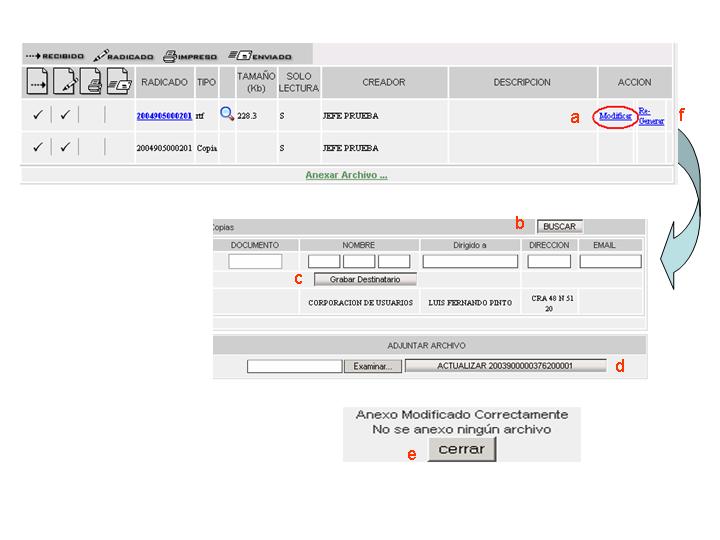 RECIBIDO RADICADO IMPRESO ENVIADO
RADICADO TIPO TAMAÑO (Kb) SOLO LECTURA CREADOR DESCRIPCION ACCION
2004905000201 rtf 228.3 S JEFE PRUEBA a Modificar Re-Generar f
2004905000201 Copia S JEFE PRUEBA
Anexar Archivo ...
Copias b BUSCAR
DOCUMENTO NOMBRE Dirigido a DIRECCION EMAIL
c Grabar Destinatario
CORPORACION DE USUARIOS LUIS FERNANDO PINTO CRA 48 N 51 20
ADJUNTAR ARCHIVO
Examinar... ACTUALIZAR 2003900000376200001 d
Anexo Modificado Correctamente
No se anexo ningún archivo
e cerrar